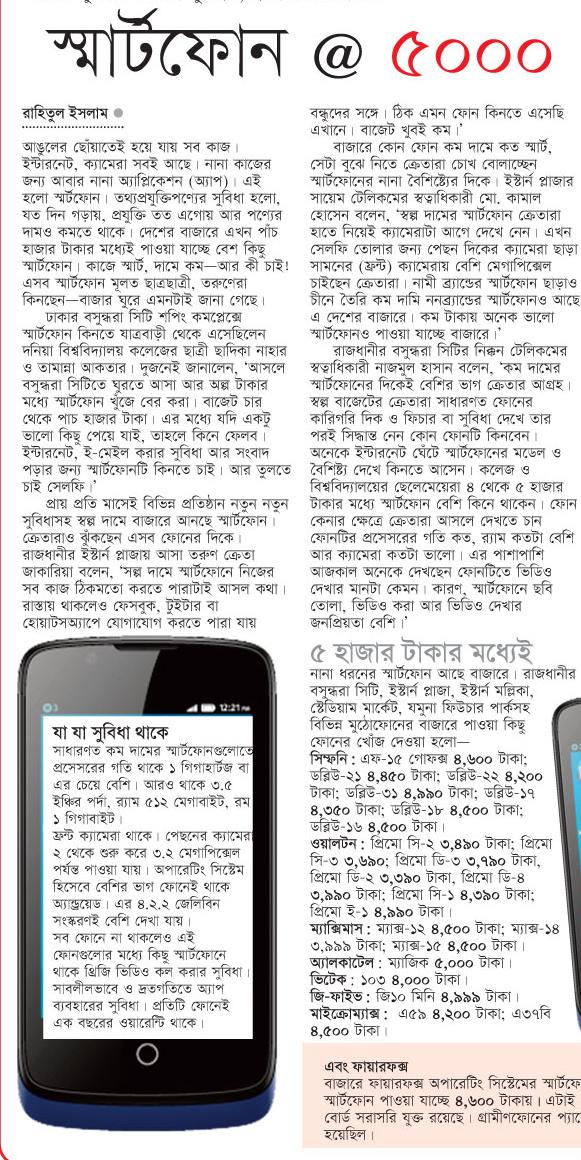 স্মার্টফোন @ ৫০০০
রাহিতুল ইসলাম ●
আঙুলের ছোঁয়াতেই হয়ে যায় সব কাজ।
ইন্টারনেট, ক্যামেরা সবই আছে। নানা কাজের
জন্য আবার নানা অ্যাপ্লিকেশন (অ্যাপ)। এই
হলো স্মার্টফোন। তথ্যপ্রযুক্তিপণ্যের সুবিধা হলো,
যত দিন গড়ায়, প্রযুক্তি তত এগোয় আর পণ্যের
দামও কমতে থাকে। দেশের বাজারে এখন পাঁচ
হাজার টাকার মধ্যেই পাওয়া যাচ্ছে বেশ কিছু
স্মার্টফোন। কাজে স্মার্ট, দামে কম—আর কী চাই!
এসব স্মার্টফোন মূলত ছাত্রছাত্রী, তরুণেরা
কিনছেন—বাজার ঘুরে এমনটাই জানা গেছে।
ঢাকার বসুন্ধরা সিটি শপিং কমপ্লেক্সে
স্মার্টফোন কিনতে যাত্রবাড়ী থেকে এসেছিলেন
দনিয়া বিশ্ববিদ্যালয় কলেজের ছাত্রী ছাদিকা নাহার
ও তামান্না আকতার। দুজনেই জানালেন, ‘আসলে
বসুন্ধরা সিটিতে ঘুরতে আসা আর অল্প টাকার
মধ্যে স্মার্টফোন খুঁজে বের করা। বাজেট চার
থেকে পাচ হাজার টাকা। এর মধ্যে যদি একটু
ভালো কিছু পেয়ে যাই, তাহলে কিনে ফেলব।
ইন্টারনেট, ই-মেইল করার সুবিধা আর সংবাদ
পড়ার জন্য স্মার্টফোনটি কিনতে চাই। আর তুলতে
চাই সেলফি।’
প্রায় প্রতি মাসেই বিভিন্ন প্রতিষ্ঠান নতুন নতুন
সুবিধাসহ স্বল্প দামে বাজারে আনছে স্মার্টফোন।
ক্রেতারাও ঝুঁকছেন এসব ফোনের দিকে।
রাজধানীর ইস্টার্ন প্লাজায় আসা তরুণ ক্রেতা
জাকারিয়া বলেন, ‘সল্প দামে স্মার্টফোনে নিজের
সব কাজ ঠিকমতো করতে পারাটাই আসল কথা।
রাস্তায় থাকলেও ফেসবুক, টুইটার বা
হোয়াটসঅ্যাপে যোগাযোগ করতে পারা যায়
বন্ধুদের সঙ্গে। ঠিক এমন ফোন কিনতে এসেছি
এখানে। বাজেট খুবই কম।’
বাজারে কোন ফোন কম দামে কত স্মার্ট,
সেটা বুঝে নিতে ক্রেতারা চোখ বোলাচ্ছেন
স্মার্টফোনের নানা বৈশিষ্ট্যের দিকে। ইস্টার্ন প্লাজার
সায়েম টেলিকমের স্বত্বাধিকারী মো. কামাল
হোসেন বলেন, ‘স্বল্প দামের স্মার্টফোন ক্রেতারা
হাতে নিয়েই ক্যামেরাটা আগে দেখে নেন। এখন
সেলফি তোলার জন্য পেছন দিকের ক্যামেরা ছাড়া
সামনের (ফ্রন্ট) ক্যামেরায় বেশি মেগাপিক্সেল
চাইছেন ক্রেতারা। নামী ব্র্যান্ডের স্মার্টফোন ছাড়াও
চীনে তৈরি কম দামি ননব্র্যান্ডের স্মার্টফোনও আছে
এ দেশের বাজারে। কম টাকায় অনেক ভালো
স্মার্টফোনও পাওয়া যাচ্ছে বাজারে।’
রাজধানীর বসুন্ধরা সিটির নিক্কন টেলিকমের
স্বত্বাধিকারী নাজমুল হাসান বলেন, ‘কম দামের
স্মার্টফোনের দিকেই বেশির ভাগ ক্রেতার আগ্রহ।
স্বল্প বাজেটের ক্রেতারা সাধারণত ফোনের
কারিগরি দিক ও ফিচার বা সুবিধা দেখে তার
পরই সিদ্ধান্ত নেন কোন ফোনটি কিনবেন।
অনেকে ইন্টারনেট ঘেঁটে স্মার্টফোনের মডেল ও
বৈশিষ্ট্য দেখে কিনতে আসেন। কলেজ ও
বিশ্ববিদ্যালয়ের ছেলেমেয়েরা ৪ থেকে ৫ হাজার
টাকার মধ্যে স্মার্টফোন বেশি কিনে থাকেন। ফোন
কেনার ক্ষেত্রে ক্রেতারা আসলে দেখতে চান
ফোনটির প্রসেসরের গতি কত, র‌্যাম কতটা বেশি
আর ক্যামেরা কতটা ভালো। এর পাশাপাশি
আজকাল অনেকে দেখছেন ফোনটিতে ভিডিও
দেখার মানটা কেমন। কারণ, স্মার্টফোনে ছবি
তোলা, ভিডিও করা আর ভিডিও দেখার
জনপ্রিয়তা বেশি।’
৫ হাজার টাকার মধ্যেই
নানা ধরনের স্মার্টফোন আছে বাজারে। রাজধানীর
বসুন্ধরা সিটি, ইস্টার্ন প্লাজা, ইস্টার্ন মল্লিকা,
স্টেডিয়াম মার্কেট, যমুনা ফিউচার পার্কসহ
বিভিন্ন মুঠোফোনের বাজারে পাওয়া কিছু
ফোনের খোঁজ দেওয়া হলো—
সিম্ফনি : এফ-১৫ গোফক্স ৪,৬০০ টাকা;
ডব্লিউ-২১ ৪,৪৫০ টাকা; ডব্লিউ-২২ ৪,২০০
টাকা; ডব্লিউ-৩১ ৪,৯৯০ টাকা; ডব্লিউ-১৭
৪,৩৫০ টাকা; ডব্লিউ-১৮ ৪,৫০০ টাকা;
ডব্লিউ-১৬ ৪,৫০০ টাকা।
ওয়ালটন : প্রিমো সি-২ ৩,৪৯০ টাকা; প্রিমো
সি-৩ ৩,৬৯০; প্রিমো ডি-৩ ৩,৭৯০ টাকা,
প্রিমো ডি-২ ৩,৩৯০ টাকা, প্রিমো ডি-৪
৩,৯৯০ টাকা; প্রিমো সি-১ ৪,৩৯০ টাকা;
প্রিমো ই-১ ৪,৯৯০ টাকা।
ম্যাক্সিমাস : ম্যাক্স-১২ ৪,৫০০ টাকা; ম্যাক্স-১৪
৩,৯৯৯ টাকা; ম্যাক্স-১৫ ৪,৫০০ টাকা।
অ্যালকাটেল : ম্যাজিক ৫,০০০ টাকা।
ভিটেক : ১০৩ ৪,০০০ টাকা।
জি-ফাইভ : জি১০ মিনি ৪,৯৯৯ টাকা।
মাইক্রোম্যাক্স : এ৫৯ ৪,২০০ টাকা; এ৩৭বি
৪,৫০০ টাকা।
12:21
যা যা সুবিধা থাকে
সাধারণত কম দামের স্মার্টফোনগুলোতে
প্রসেসরের গতি থাকে ১ গিগাহার্টজ বা
এর চেয়ে বেশি। আরও থাকে ৩.৫
ইঞ্চির পর্দা, র‌্যাম ৫১২ মেগাবাইট, রম
১ গিগাবাইট।
ফ্রন্ট ক্যামেরা থাকে। পেছনের ক্যামেরা
২ থেকে শুরু করে ৩.২ মেগাপিক্সেল
পর্যন্ত পাওয়া যায়। অপারেটিং সিস্টেম
হিসেবে বেশির ভাগ ফোনেই থাকে
অ্যান্ড্রয়েড। এর ৪.২.২ জেলিবিন
সংস্করণই বেশি দেখা যায়।
সব ফোনে না থাকলেও এই
ফোনগুলোর মধ্যে কিছু স্মার্টফোনে
থাকে থ্রিজি ভিডিও কল করার সুবিধা।
সাবলীলভাবে ও দ্রুতগতিতে অ্যাপ
ব্যবহারের সুবিধা। প্রতিটি ফোনেই
এক বছরের ওয়ারেন্টি থাকে।
এবং ফায়ারফক্স
বাজারে ফায়ারফক্স অপারেটিং সিস্টেমের
স্মার্টফোন পাওয়া যাচ্ছে ৪,৬০০ টাকায়। এটাই
বোর্ড সরাসরি যুক্ত রয়েছে। গ্রামীণফোনের
হয়েছিল।